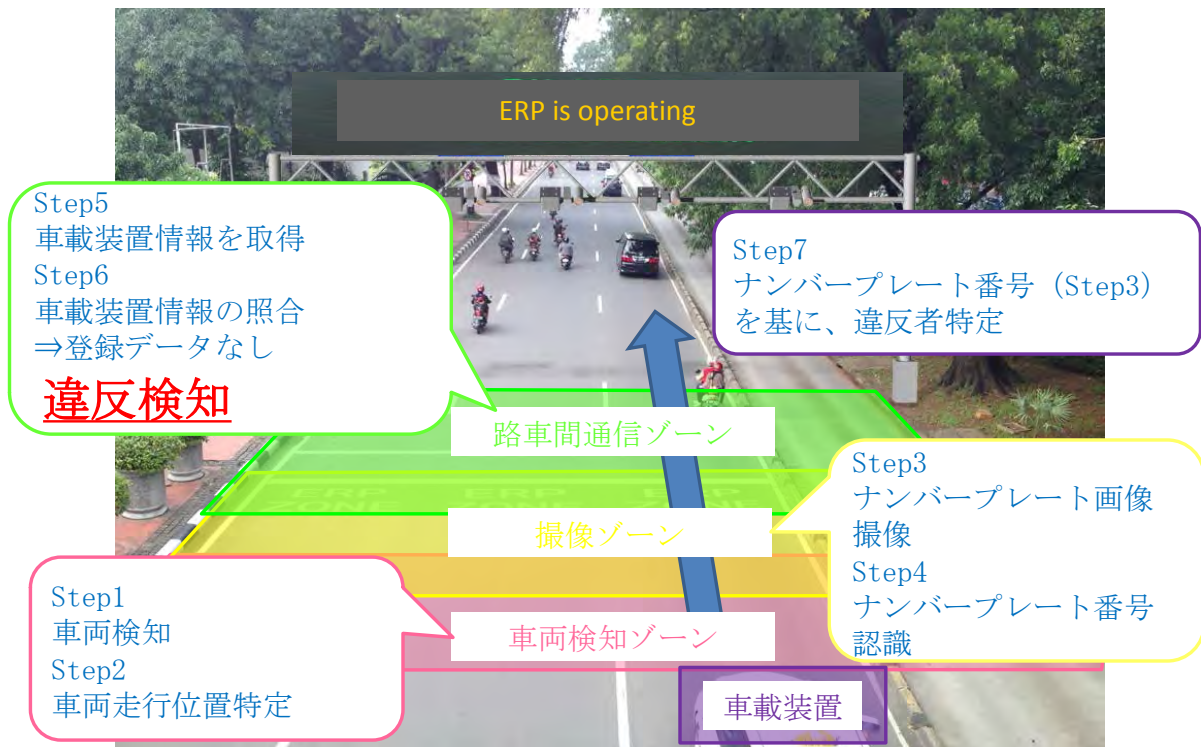 ERP is operating
Step5
車載装置情報を取得
Step6
車載装置情報の照合
⇒登録データなし
違反検知
Step7
ナンバープレート番号（Step3）
を基に、違反者特定
路車間通信ゾーン
ERP ERP ERP
ZONE ZONE ZONE
撮像ゾーン
Step3
ナンバープレート画像
撮像
Step4
ナンバープレート番号
認識
Step1
車両検知
Step2
車両走行位置特定
車両検知ゾーン
車載装置